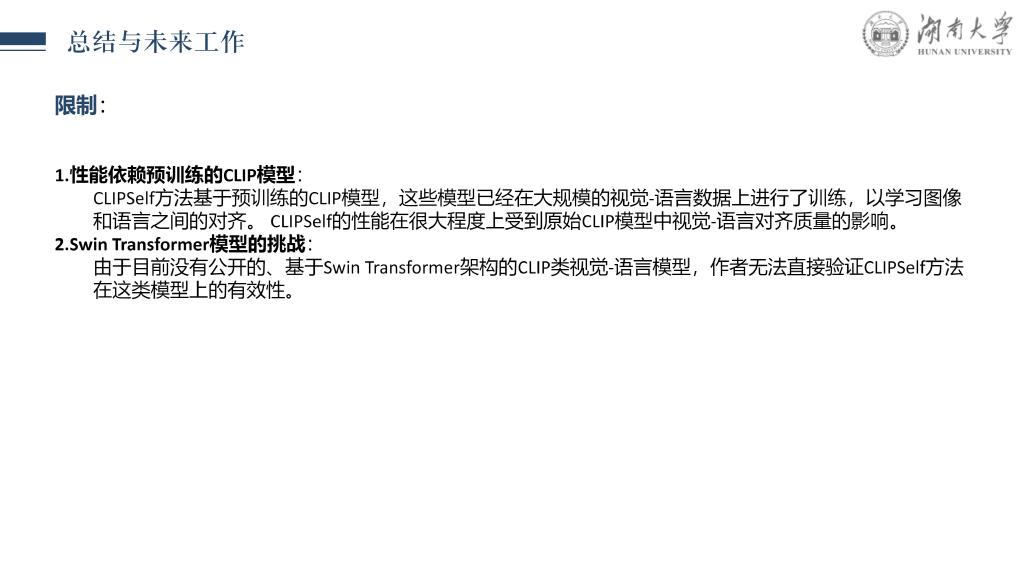 总结与未来工作
湖南大学
HUNAN UNIVERSITY
限制：
1.性能依赖预训练的CLIP模型：
CLIPSelf方法基于预训练的CLIP模型，这些模型已经在大规模的视觉-语言数据上进行了训练，以学习图像
和语言之间的对齐。 CLIPSelf的性能在很大程度上受到原始CLIP模型中视觉-语言对齐质量的影响。
2.Swin Transformer模型的挑战：
由于目前没有公开的、基于Swin Transformer架构的CLIP类视觉-语言模型，作者无法直接验证CLIPSelf方法
在这类模型上的有效性。